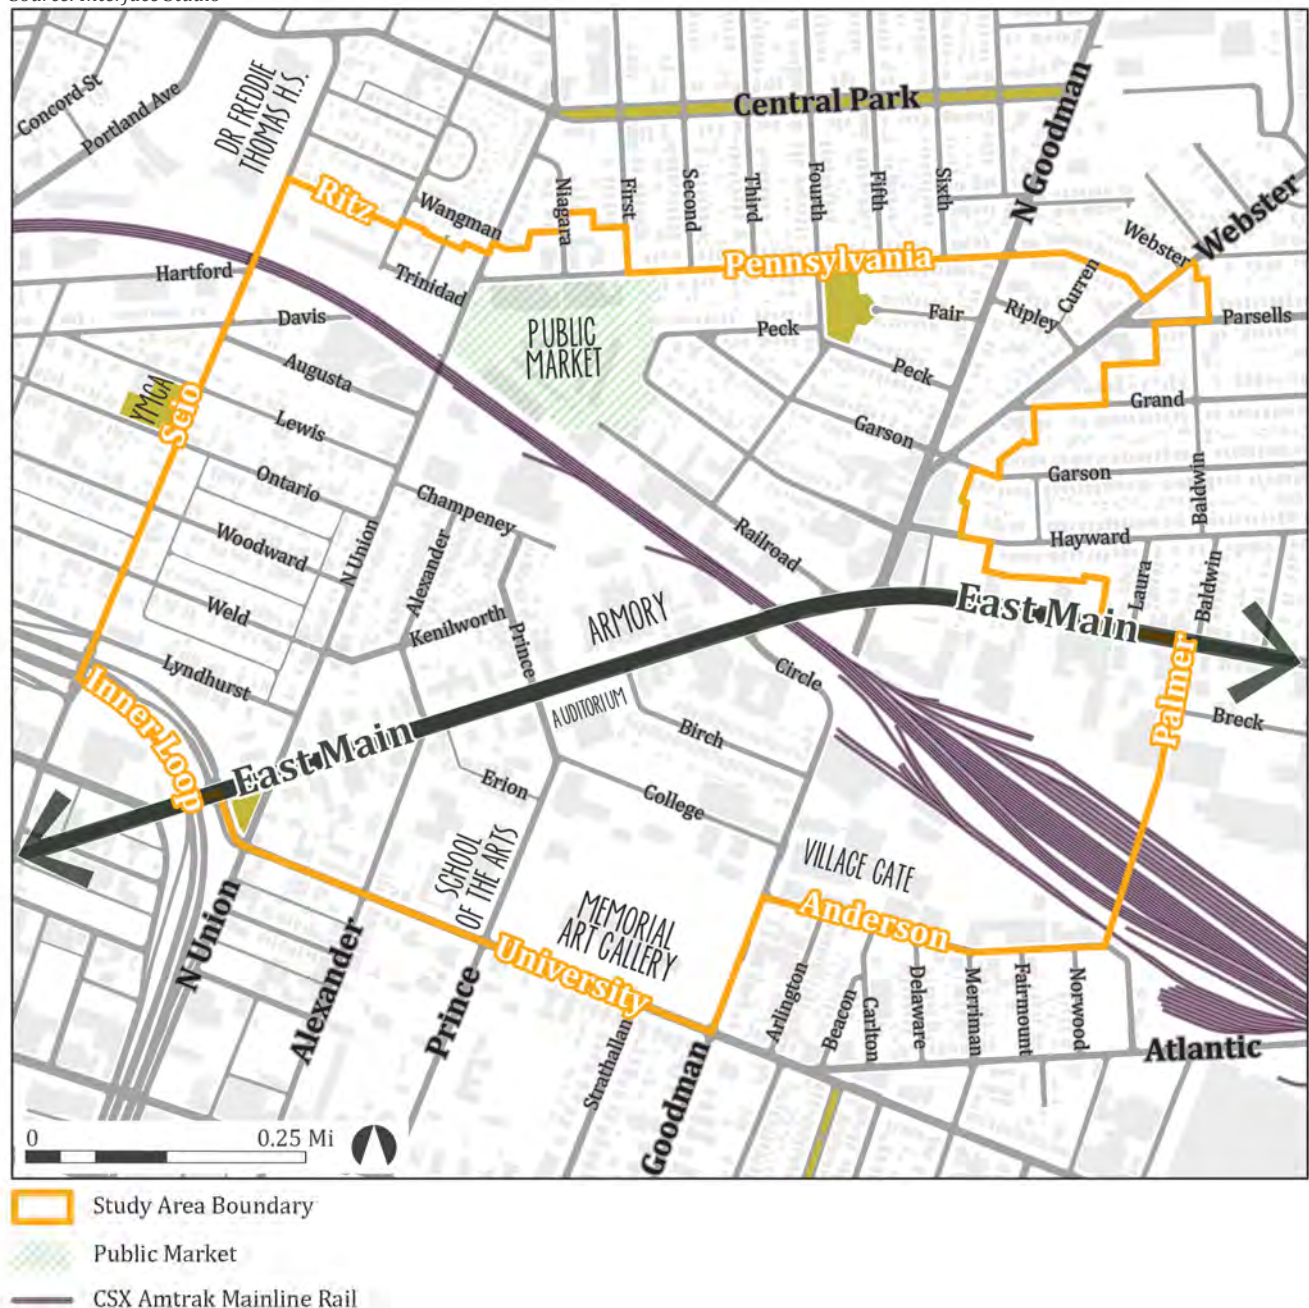 Source: Interface Studio
Concord St
Portland Ave
DR FREDDIE
THOMAS H.S.
Central Park
N Goodman
Webster
Webster
Ritz
Wangman
Niagara
First
Second
Third
Fourth
Fifth
Sixth
Hartford
Trinidad
Pennsylvania
Curren
Ripley
Fair
Parsells
Davis
PUBLIC
MARKET
Peck
Peck
Augusta
YMCA
Scio
Lewis
Grand
Garson
Garson
Ontario
Champeney
Baldwin
Woodward
N Union
Alexander
Railroad
Hayward
Laura
Baldwin
Weld
Kenilworth
Prince
ARMORY
East Main
Lyndhurst
Circle
Palmer
Inner Loop
AUDITORIUM
Birch
Breck
East Main
Erion
College
SCHOOL
OF THE ARTS
VILLAGE GATE
MEMORIAL
ART GALLERY
Anderson
N Union
Alexander
Prince
University
Strathallan
Goodman
Arlington
Beacon
Carlton
Delaware
Merriman
Fairmount
Norwood
Atlantic
0 0.25 Mi
Study Area Boundary
Public Market
CSX Amtrak Mainline Rail